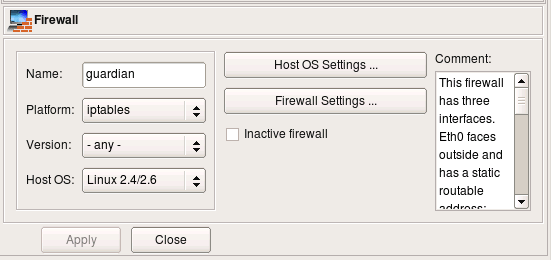 Firewall
Name: guardian
Platform: iptables
Version: - any -
Host OS: Linux 2.4/2.6
Host OS Settings ...
Firewall Settings ...
Inactive firewall
Comment:
This firewall
has three
interfaces.
Eth0 faces
outside and
has a static
routable
address;
Apply
Close